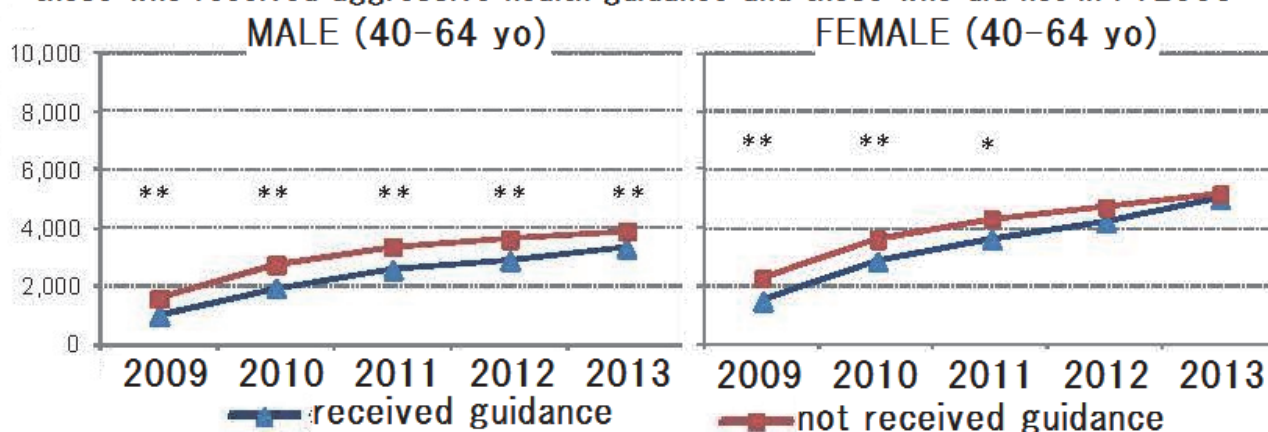 MALE (40-64 yo) FEMALE (40-64 yo)
10,000
8,000
6,000
4,000
2,000
0
** ** ** ** **
** ** *
2009 2010 2011 2012 2013 2009 2010 2011 2012 2013
received guidance not received guidance